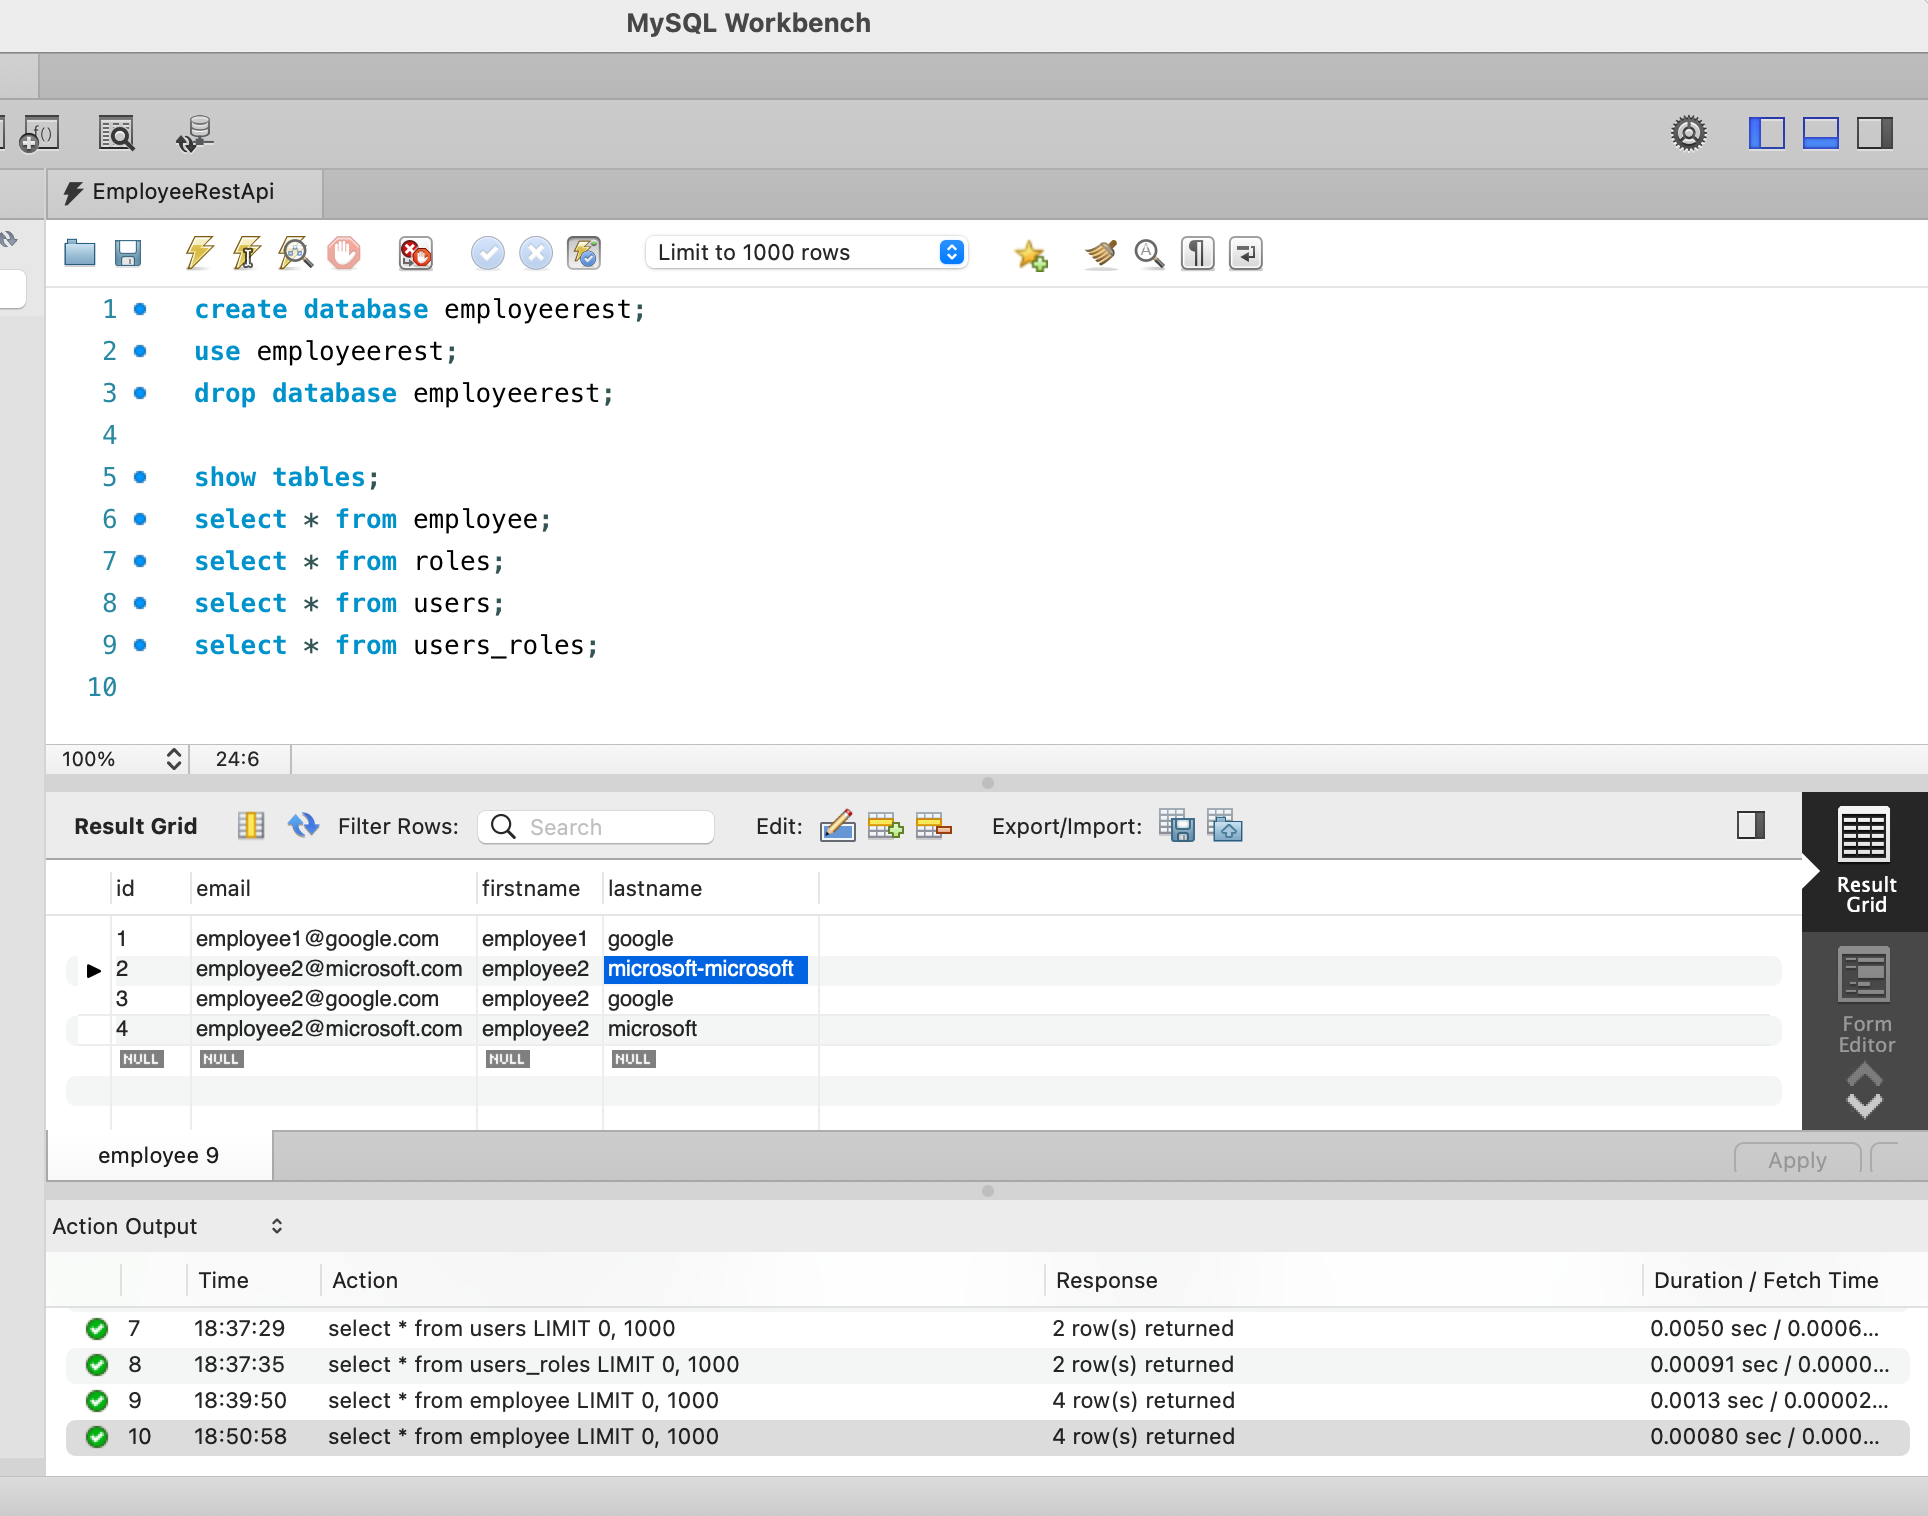 MySQL Workbench
f()
EmployeeRestApi
Limit to 1000 rows
1 create database employeerest;
2 use employeerest;
3 drop database employeerest;
4
5 show tables;
6 select * from employee;
7 select * from roles;
8 select * from users;
9 select * from users_roles;
10
100% 24:6
Result Grid Filter Rows: Search Edit: Export/Import:
Result
Grid
Form
Editor
id email firstname lastname
1 employee1@google.com employee1 google
2 employee2@microsoft.com employee2 microsoft-microsoft
3 employee2@google.com employee2 google
4 employee2@microsoft.com employee2 microsoft
NULL NULL NULL NULL
employee 9 Apply
Action Output
Time Action Response Duration / Fetch Time
7 18:37:29 select * from users LIMIT 0, 1000 2 row(s) returned 0.0050 sec / 0.0006...
8 18:37:35 select * from users_roles LIMIT 0, 1000 2 row(s) returned 0.00091 sec / 0.0000...
9 18:39:50 select * from employee LIMIT 0, 1000 4 row(s) returned 0.0013 sec / 0.00002...
10 18:50:58 select * from employee LIMIT 0, 1000 4 row(s) returned 0.00080 sec / 0.000...